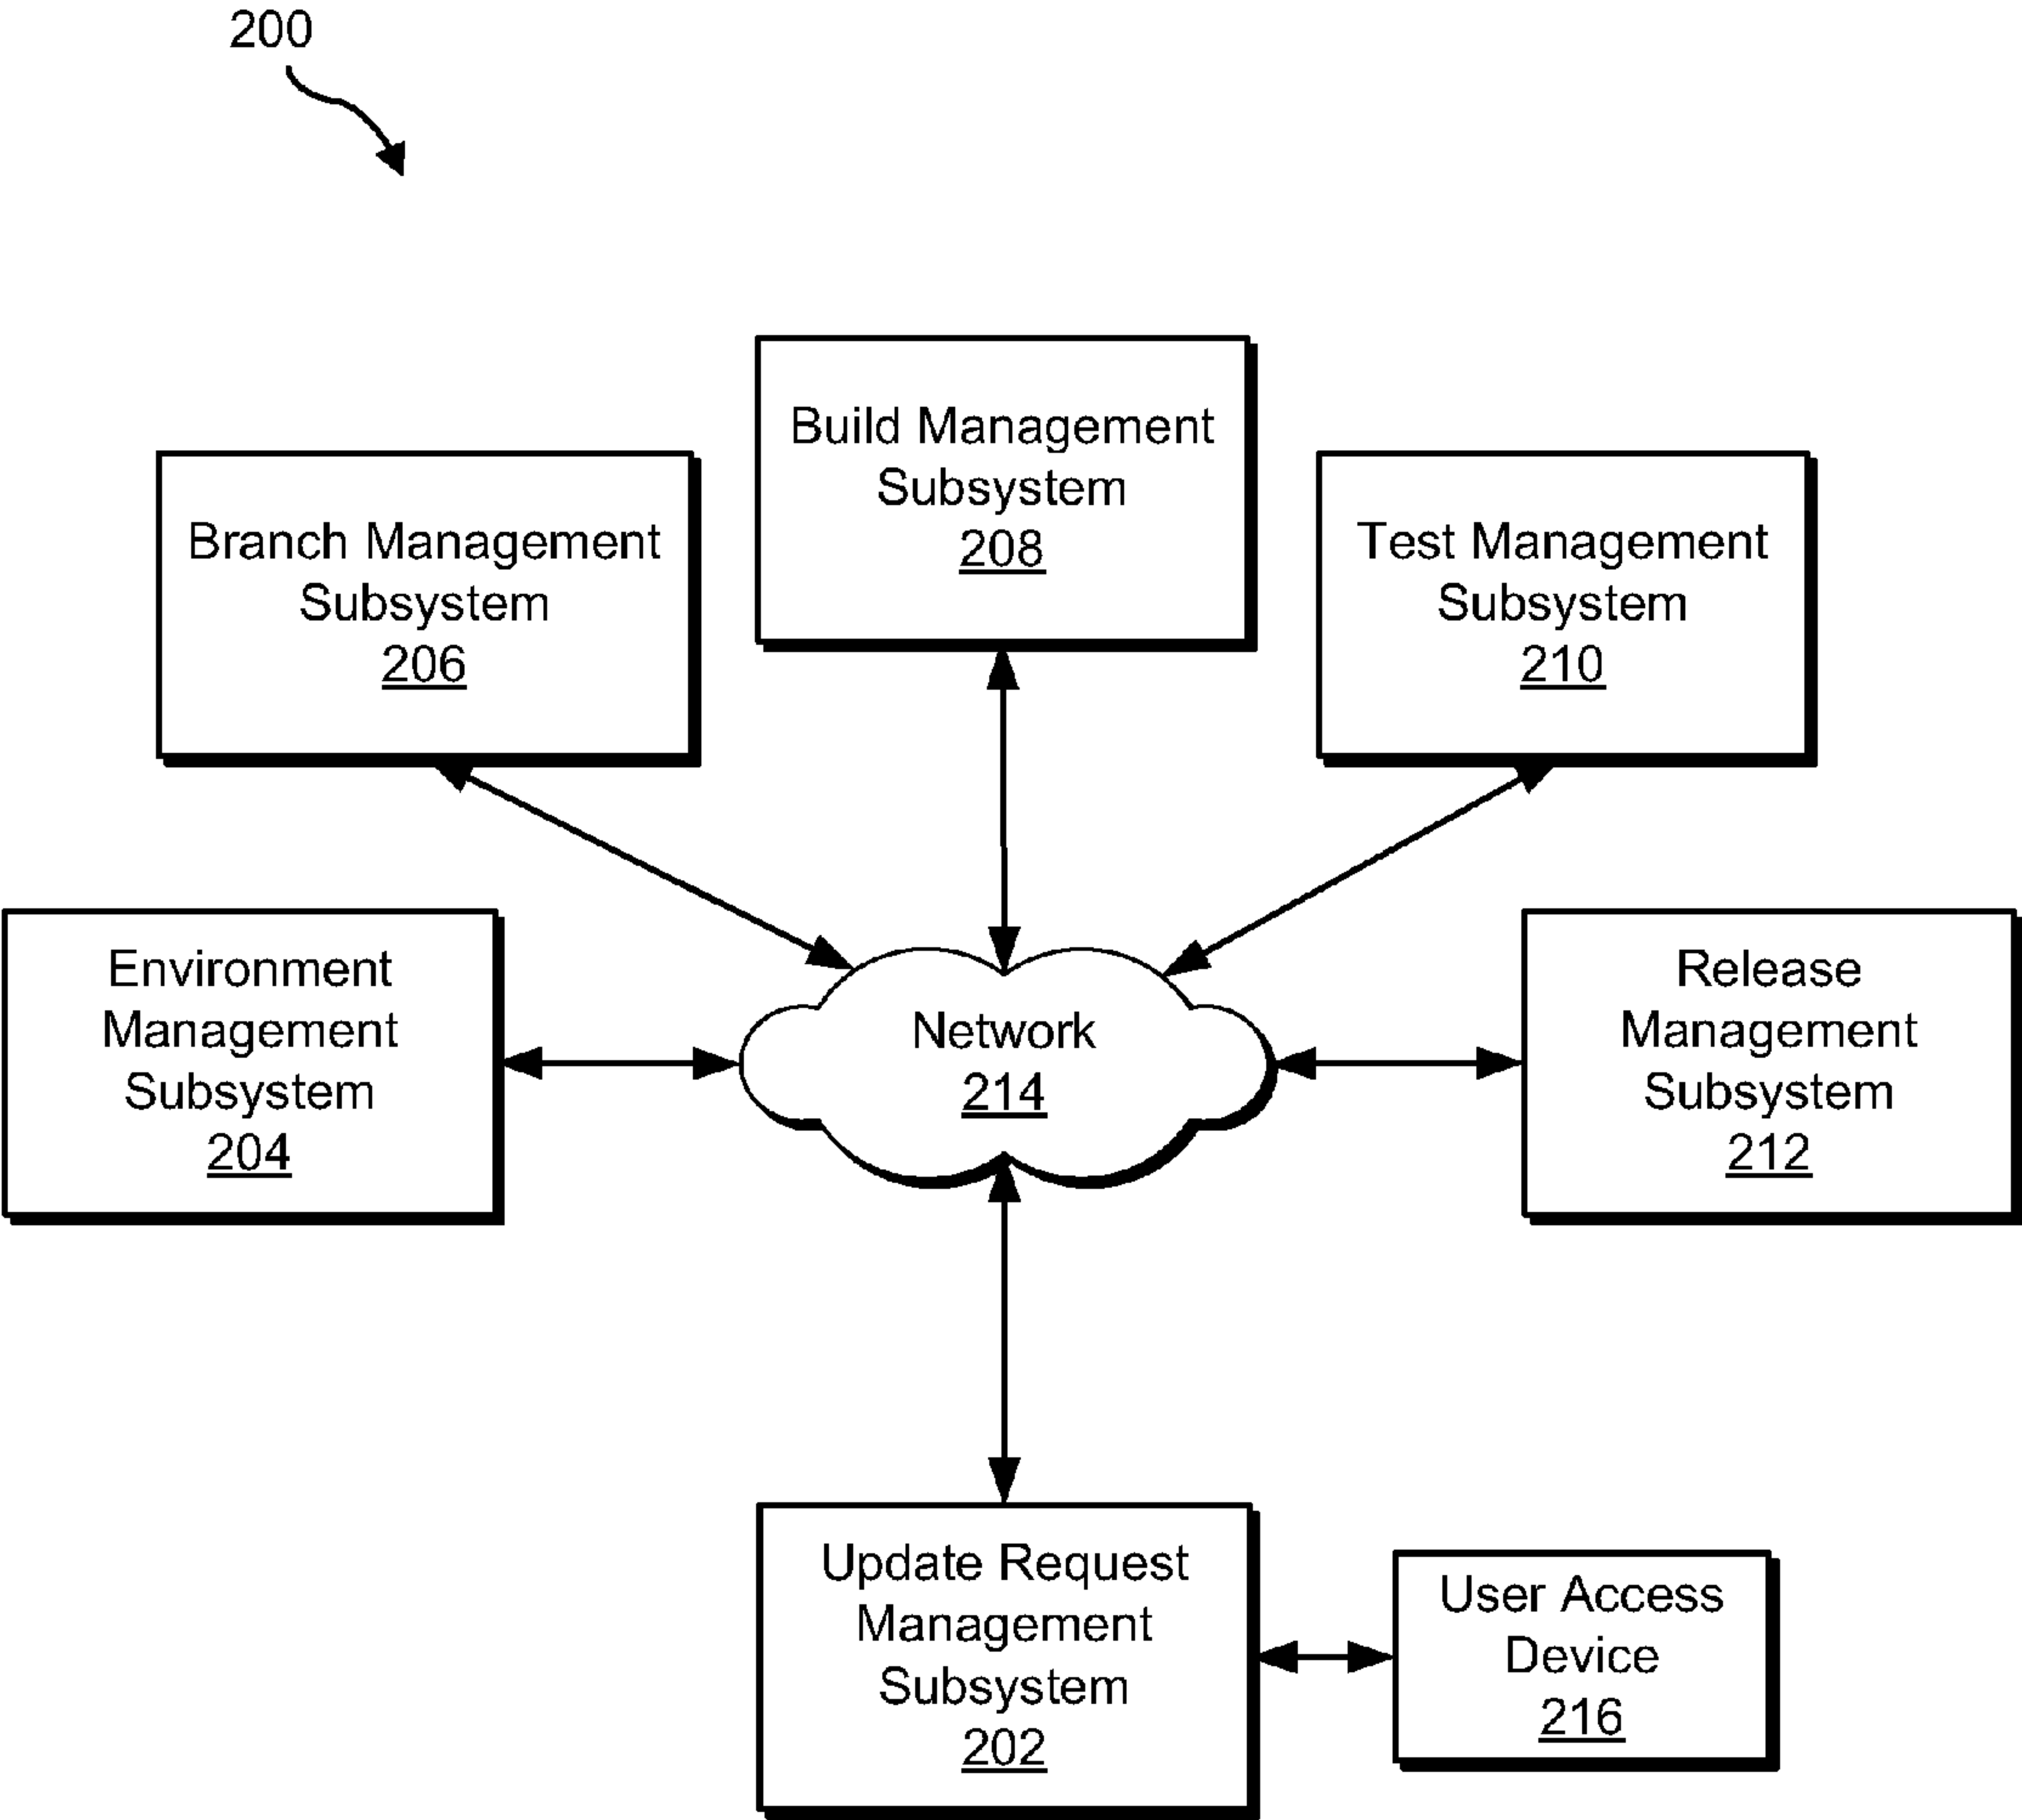 200
Build Management
Subsystem
208
Branch Management
Subsystem
206
Test Management
Subsystem
210
Environment
Management
Subsystem
204
Network
214
Release
Management
Subsystem
212
Update Request
Management
Subsystem
202
User Access
Device
216